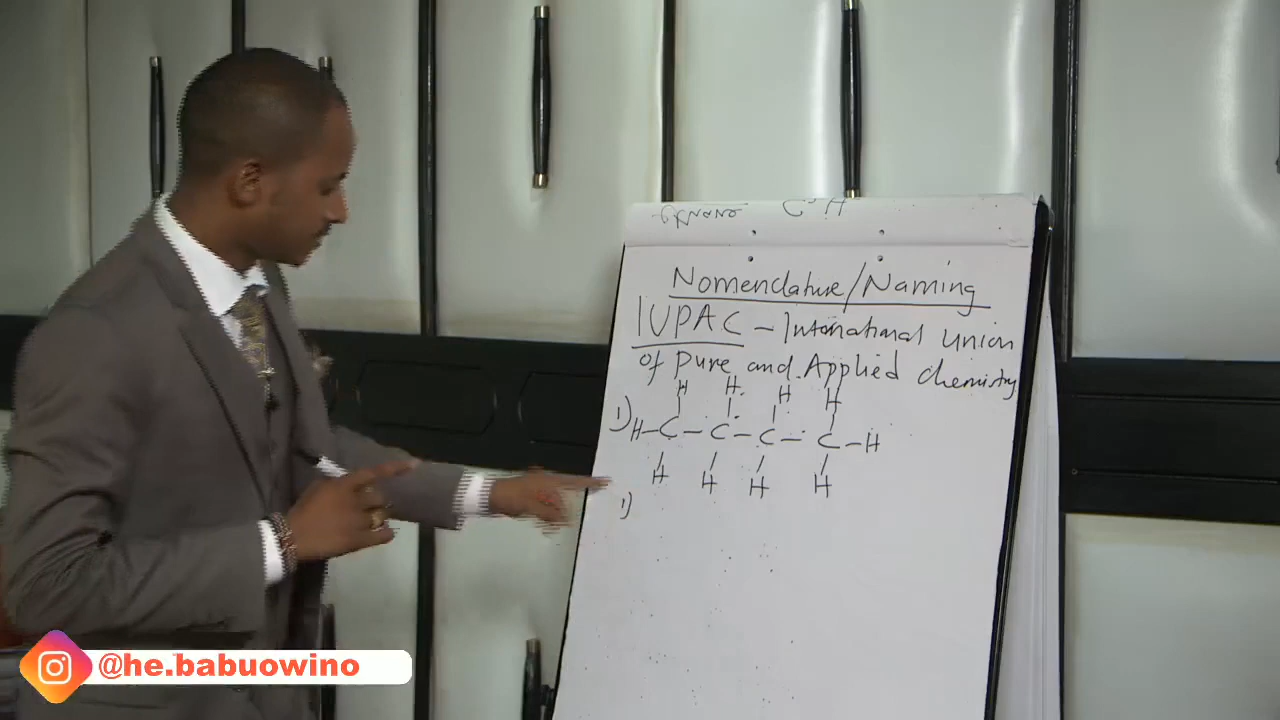 C H
Nomenclature/Naming
IUPAC - International Union
of Pure and Applied Chemistry
H H H H
1) H-C-C-C-C-H
H H H H
1)
@he.babuowino